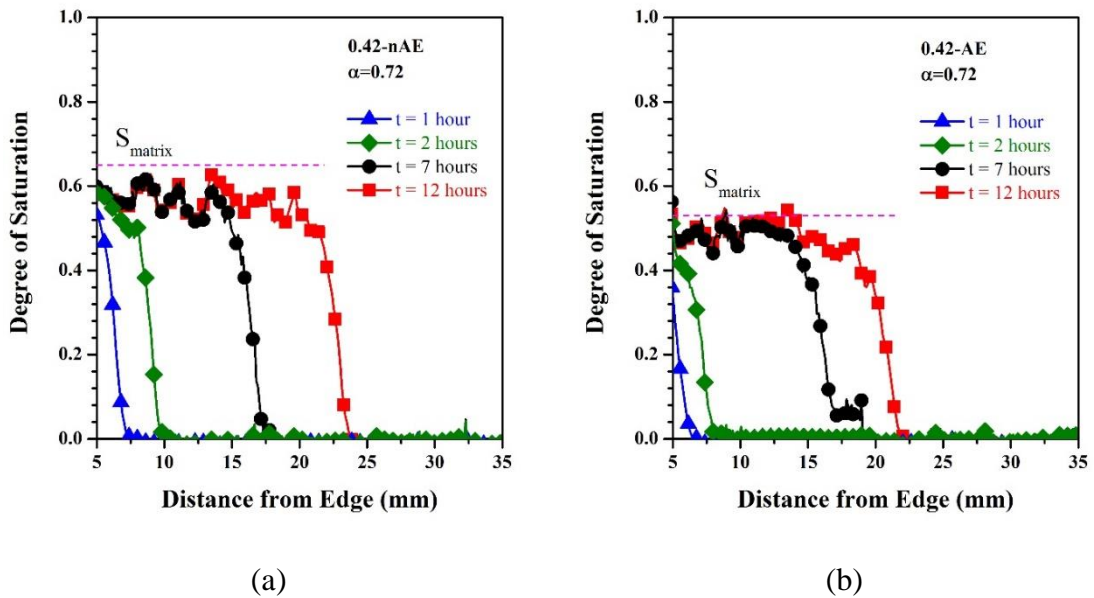 0.42-nAE
α=0.72
t = 1 hour
t = 2 hours
t = 7 hours
t = 12 hours
S matrix
Degree of Saturation
1.0
0.8
0.6
0.4
0.2
0.0
5 10 15 20 25 30 35
Distance from Edge (mm)
(a)
0.42-AE
α=0.72
t = 1 hour
t = 2 hours
t = 7 hours
t = 12 hours
S matrix
Degree of Saturation
1.0
0.8
0.6
0.4
0.2
0.0
5 10 15 20 25 30 35
Distance from Edge (mm)
(b)